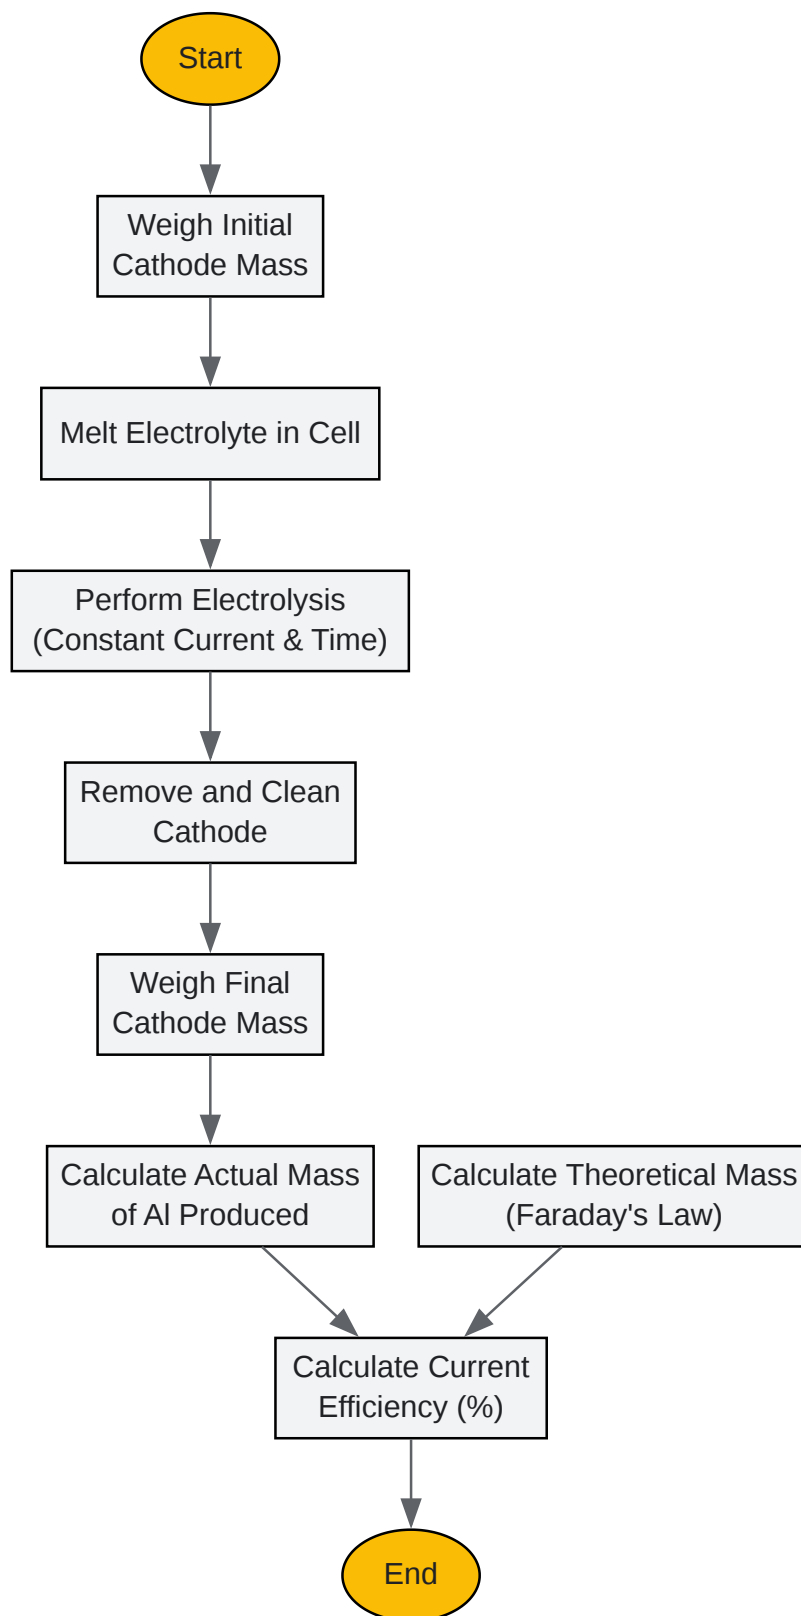 Start
Weigh Initial
Cathode Mass
Melt Electrolyte in Cell
Perform Electrolysis
(Constant Current & Time)
Remove and Clean
Cathode
Weigh Final
Cathode Mass
Calculate Actual Mass
of Al Produced
Calculate Theoretical Mass
(Faraday's Law)
Calculate Current
Efficiency (%)
End